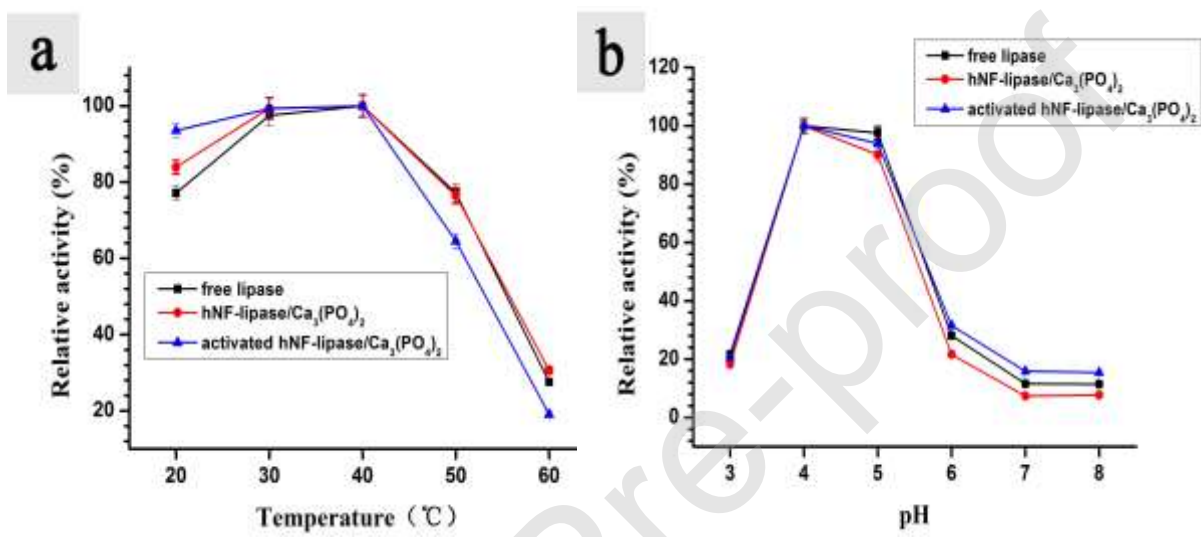 a
Relative activity (%)
100
80
60
40
20
free lipase
hNF-lipase/Ca₃(PO₄)₂
activated hNF-lipase/Ca₃(PO₄)₂
20 30 40 50 60
Temperature（℃）
b
Relative activity (%)
120
100
80
60
40
20
0
free lipase
hNF-lipase/Ca₃(PO₄)₂
activated hNF-lipase/Ca₃(PO₄)₂
3 4 5 6 7 8
pH
Pre-proof